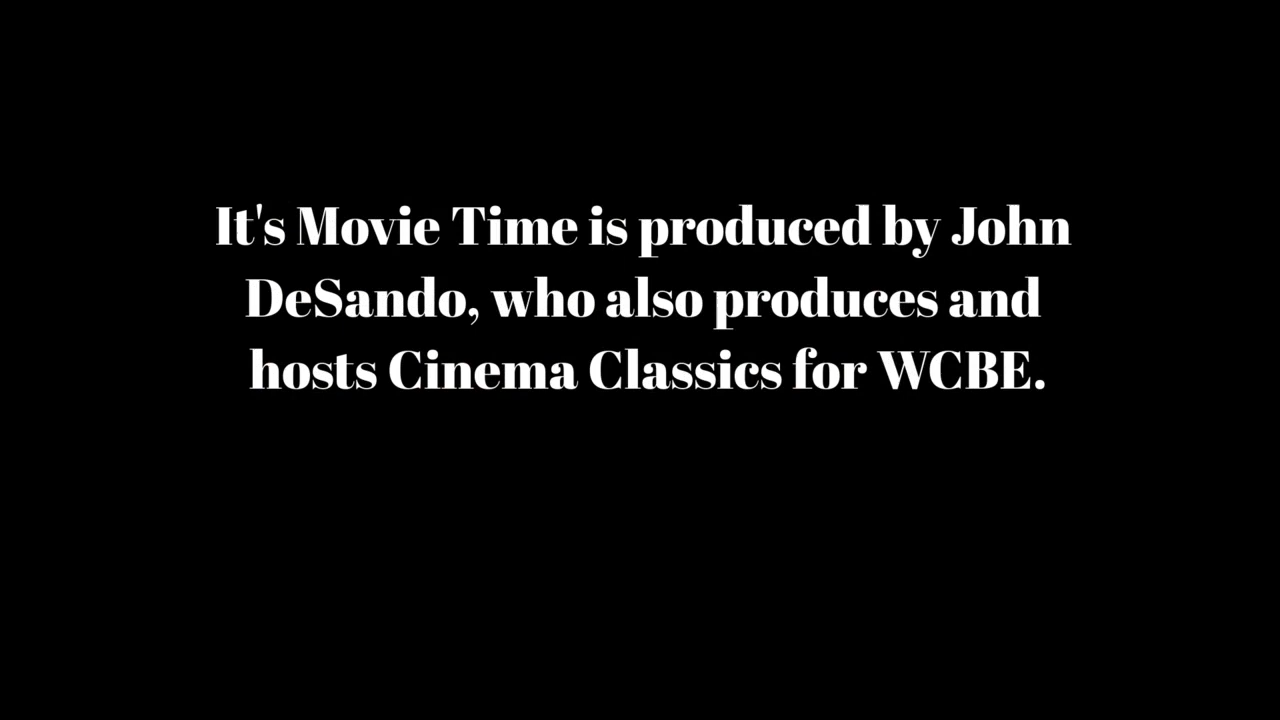 It's Movie Time is produced by John
DeSando, who also produces and
hosts Cinema Classics for WCBE.